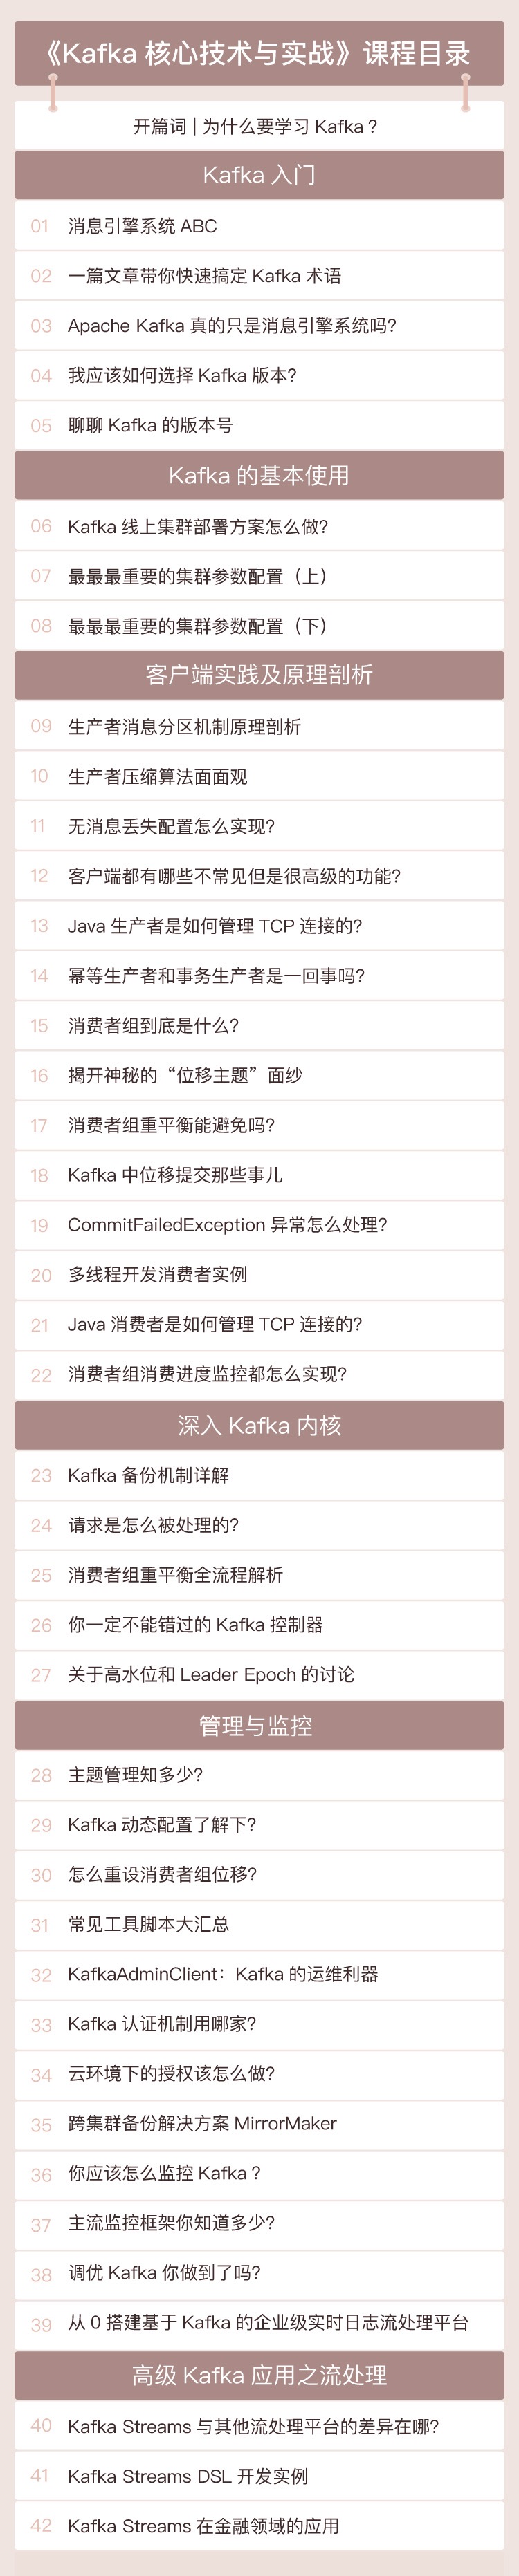 《Kafka 核心技术与实战》课程目录
开篇词 | 为什么要学习 Kafka ?
Kafka 入门
01 消息引擎系统 ABC
02 一篇文章带你快速搞定 Kafka 术语
03 Apache Kafka 真的只是消息引擎系统吗?
04 我应该如何选择 Kafka 版本?
05 聊聊 Kafka 的版本号
Kafka 的基本使用
06 Kafka 线上集群部署方案怎么做?
07 最最最重要的集群参数配置（上）
08 最最最重要的集群参数配置（下）
客户端实践及原理剖析
09 生产者消息分区机制原理剖析
10 生产者压缩算法面面观
11 无消息丢失配置怎么实现?
12 客户端都有哪些不常见但是很高级的功能?
13 Java 生产者是如何管理 TCP 连接的?
14 幂等生产者和事务生产者是一回事吗?
15 消费者组到底是什么?
16 揭开神秘的“位移主题”面纱
17 消费者组重平衡能避免吗?
18 Kafka 中位移提交那些事儿
19 CommitFailedException 异常怎么处理?
20 多线程开发消费者实例
21 Java 消费者是如何管理 TCP 连接的?
22 消费者组消费进度监控都怎么实现?
深入 Kafka 内核
23 Kafka 备份机制详解
24 请求是怎么被处理的?
25 消费者组重平衡全流程解析
26 你一定不能错过的 Kafka 控制器
27 关于高水位和 Leader Epoch 的讨论
管理与监控
28 主题管理知多少?
29 Kafka 动态配置了解下?
30 怎么重设消费者组位移?
31 常见工具脚本大汇总
32 KafkaAdminClient：Kafka 的运维利器
33 Kafka 认证机制用哪家?
34 云环境下的授权该怎么做?
35 跨集群备份解决方案 MirrorMaker
36 你应该怎么监控 Kafka ?
37 主流监控框架你知道多少?
38 调优 Kafka 你做到了吗?
39 从 0 搭建基于 Kafka 的企业级实时日志流处理平台
高级 Kafka 应用之流处理
40 Kafka Streams 与其他流处理平台的差异在哪?
41 Kafka Streams DSL 开发实例
42 Kafka Streams 在金融领域的应用